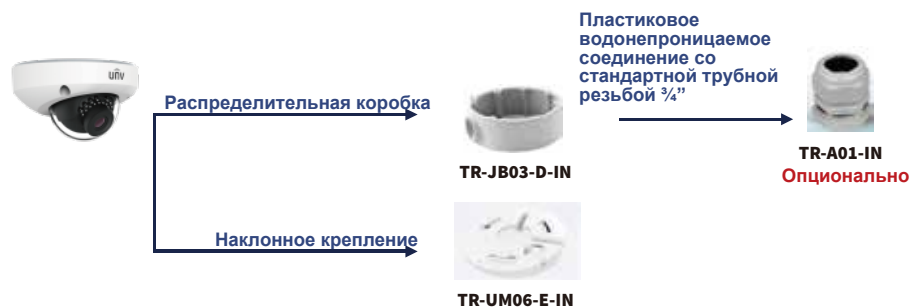 unv
Пластиковое
водонепроницаемое
соединение со
стандартной трубной
резьбой ¾”
Распределительная коробка
TR-JB03-D-IN
TR-A01-IN
Опционально
Наклонное крепление
TR-UM06-E-IN